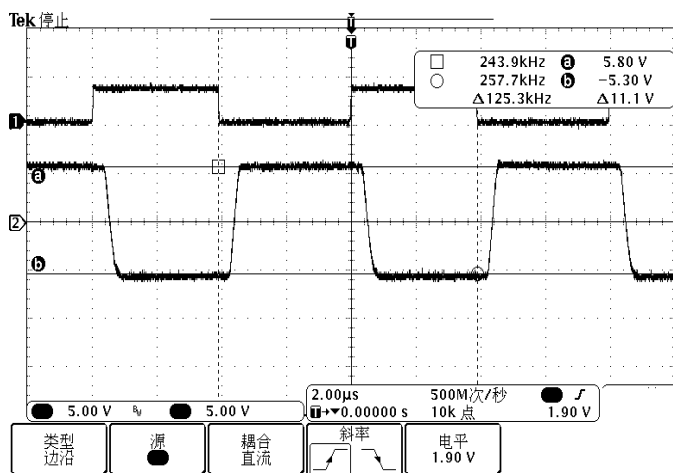 Tek 停止
T
T
243.9kHz a 5.80 V
257.7kHz b −5.30 V
Δ125.3kHz Δ11.1 V
1
a
2
b
5.00 V BW 5.00 V
2.00µs 500M次/秒
T→▼0.00000 s 10k 点 1.90 V
类型 源 耦合 斜率 电平
边沿 直流 1.90 V